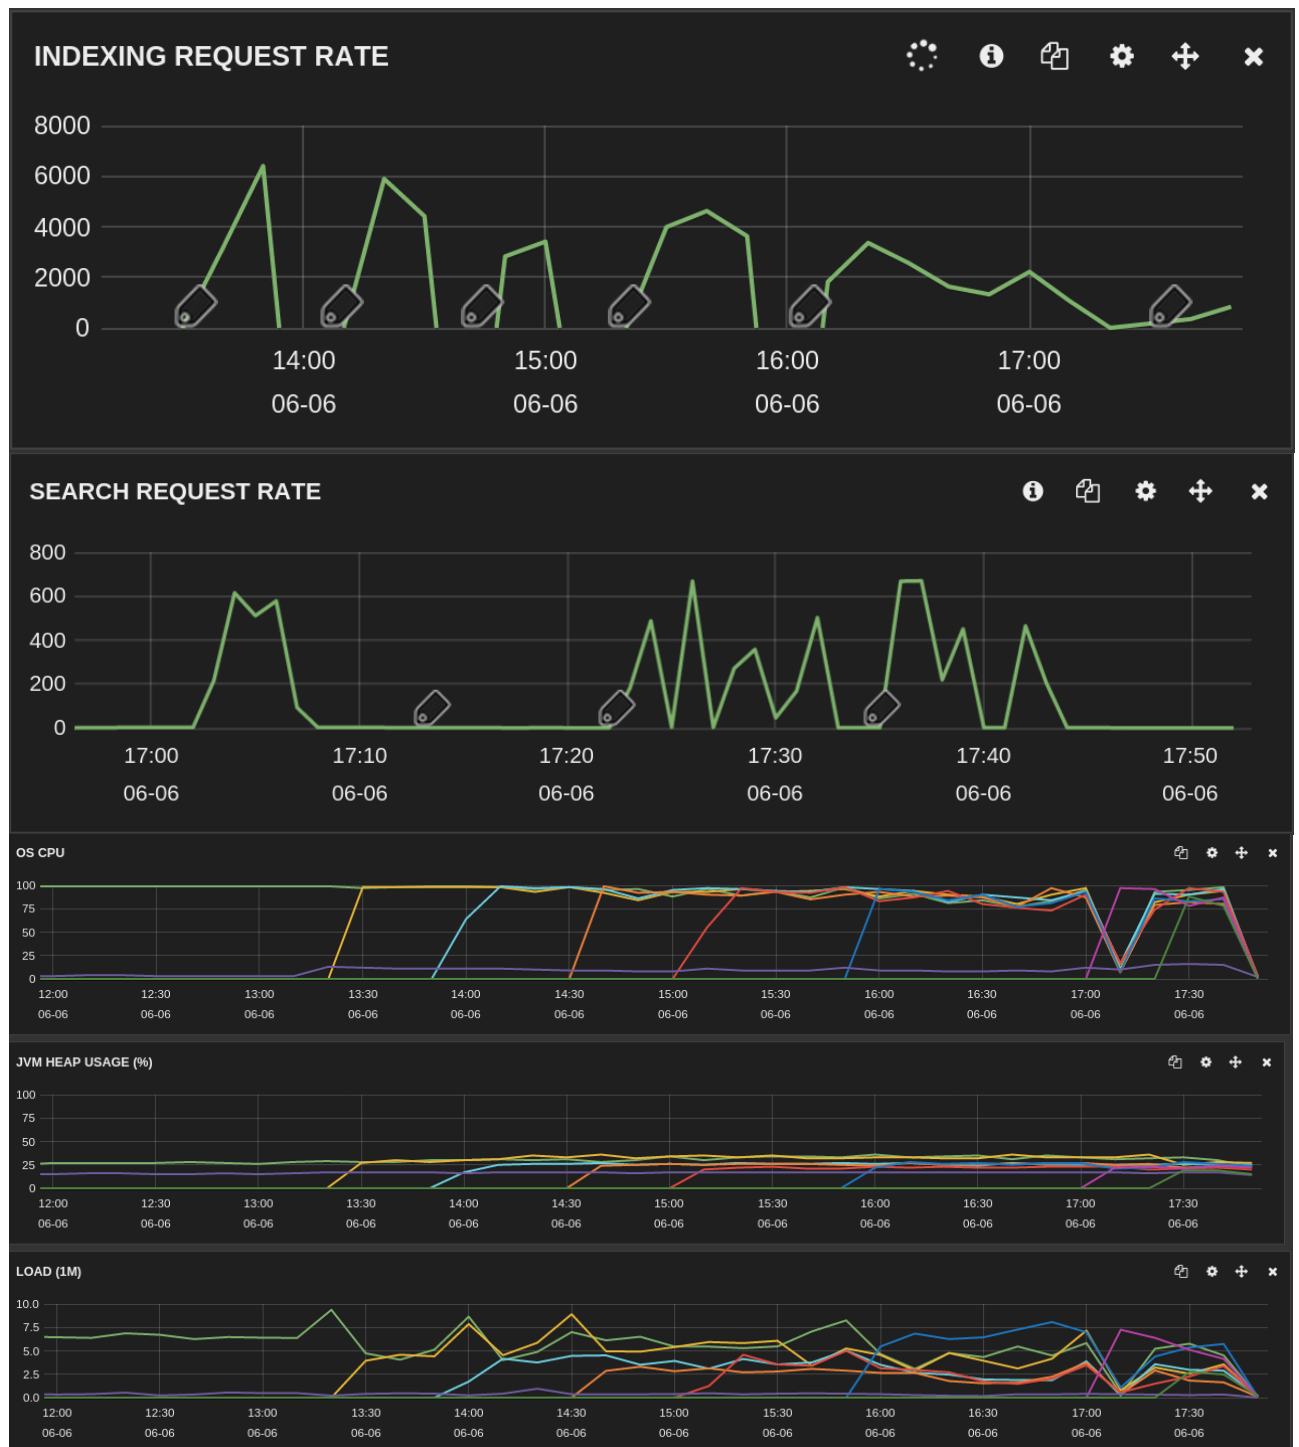 INDEXING REQUEST RATE
8000
6000
4000
2000
0
14:00 15:00 16:00 17:00
06-06 06-06 06-06 06-06
SEARCH REQUEST RATE
800
600
400
200
0
17:00 17:10 17:20 17:30 17:40 17:50
06-06 06-06 06-06 06-06 06-06 06-06
OS CPU
100
75
50
25
0
12:00 12:30 13:00 13:30 14:00 14:30 15:00 15:30 16:00 16:30 17:00 17:30
06-06 06-06 06-06 06-06 06-06 06-06 06-06 06-06 06-06 06-06 06-06 06-06
JVM HEAP USAGE (%)
100
75
50
25
0
12:00 12:30 13:00 13:30 14:00 14:30 15:00 15:30 16:00 16:30 17:00 17:30
06-06 06-06 06-06 06-06 06-06 06-06 06-06 06-06 06-06 06-06 06-06 06-06
LOAD (1M)
10.0
7.5
5.0
2.5
0.0
12:00 12:30 13:00 13:30 14:00 14:30 15:00 15:30 16:00 16:30 17:00 17:30
06-06 06-06 06-06 06-06 06-06 06-06 06-06 06-06 06-06 06-06 06-06 06-06